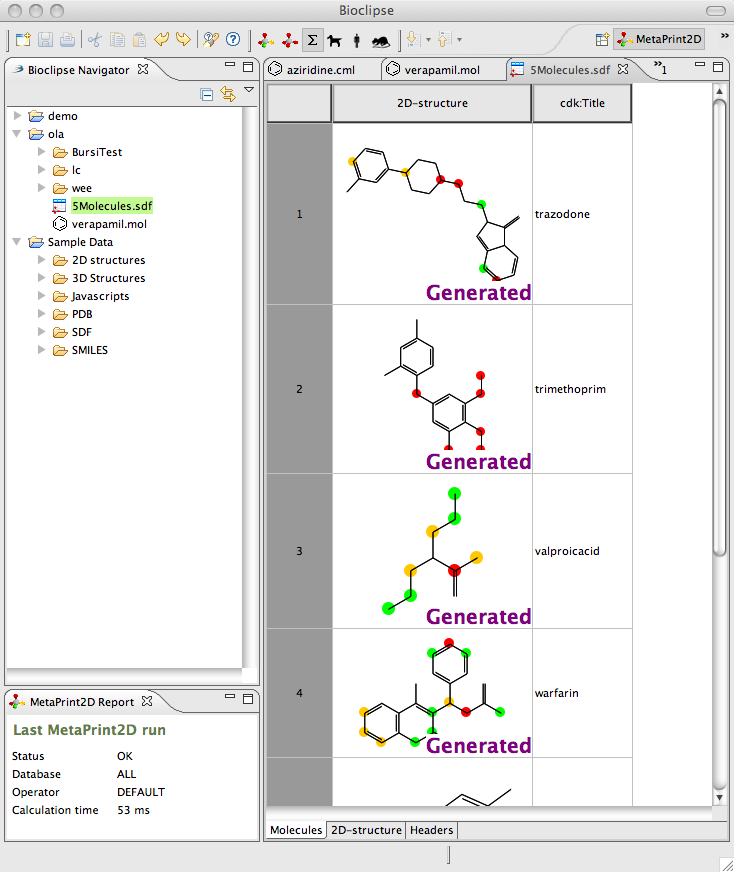 Bioclipse
Σ
MetaPrint2D
»
Bioclipse Navigator
demo
ola
BursiTest
lc
wee
5Molecules.sdf
verapamil.mol
Sample Data
2D structures
3D Structures
Javascripts
PDB
SDF
SMILES
MetaPrint2D Report
Last MetaPrint2D run
Status OK
Database ALL
Operator DEFAULT
Calculation time 53 ms
aziridine.cml
verapamil.mol
5Molecules.sdf
»1
2D-structure cdk:Title
1 trazodone
Generated
2 trimethoprim
Generated
3 valproicacid
Generated
4 warfarin
Generated
Molecules 2D-structure Headers